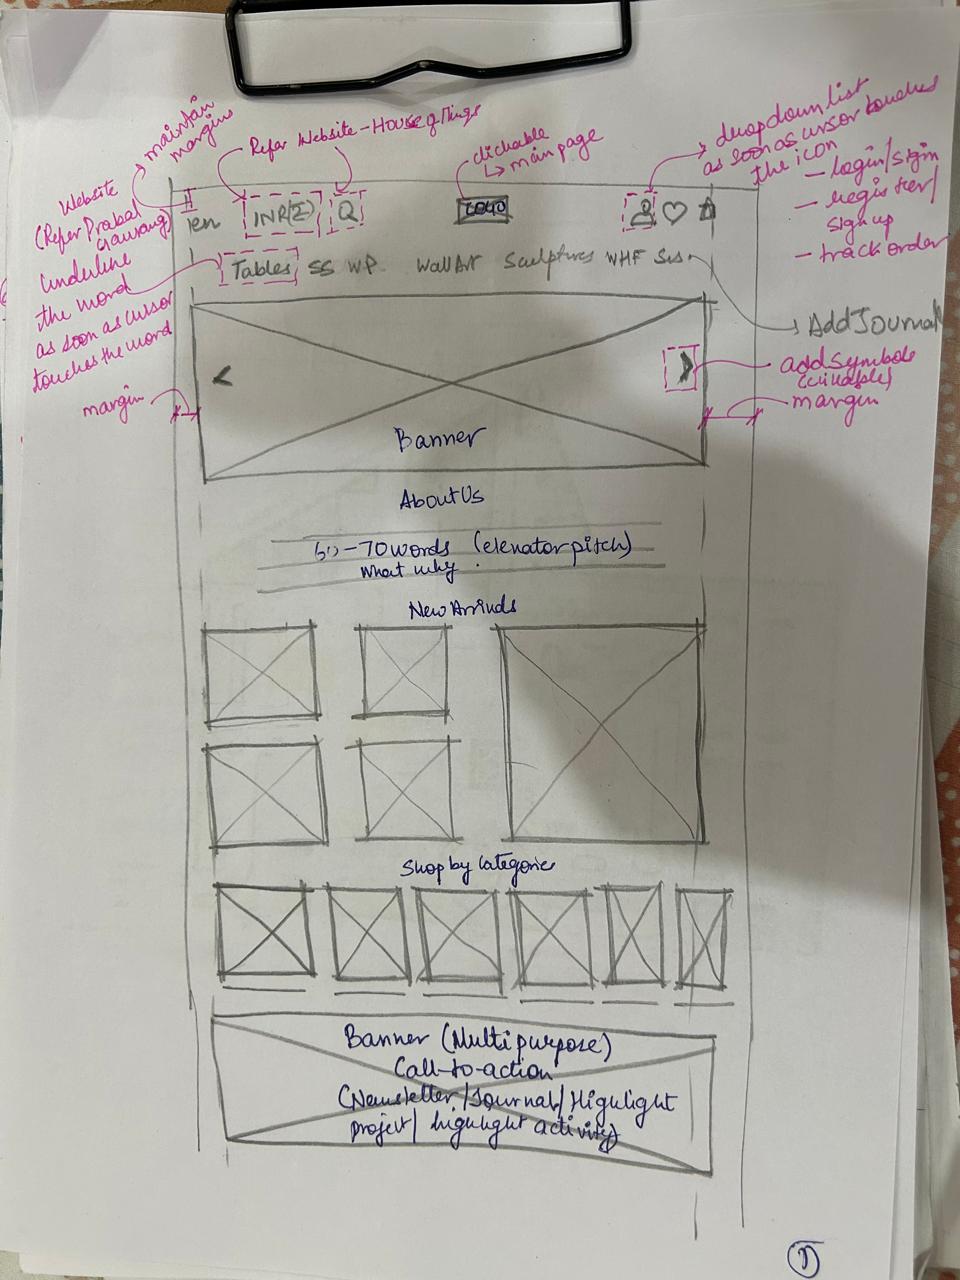 maintain
margins
Refer Website - House of Things
clickable
main page
dropdown list
as soon as cursor touches
the icon
- login/sign
- register/
sign up
- track order
Website
(Refer Prabal
Gurung)
underline
the word
as soon as cursor
touches the word
en INR(₹) Q LOGO
Tables SS WP. Wall Art Sculptures WHF Sus
Add Journal
add symbole
(clickable)
margin
margin
< >
Banner
About Us
60-70 words (elevator pitch)
What why.
New Arrivals
Shop by Categories
Banner (Multipurpose)
Call-to-action
(Newsletter/Journal/Highlight
project/ highlight activity)
1